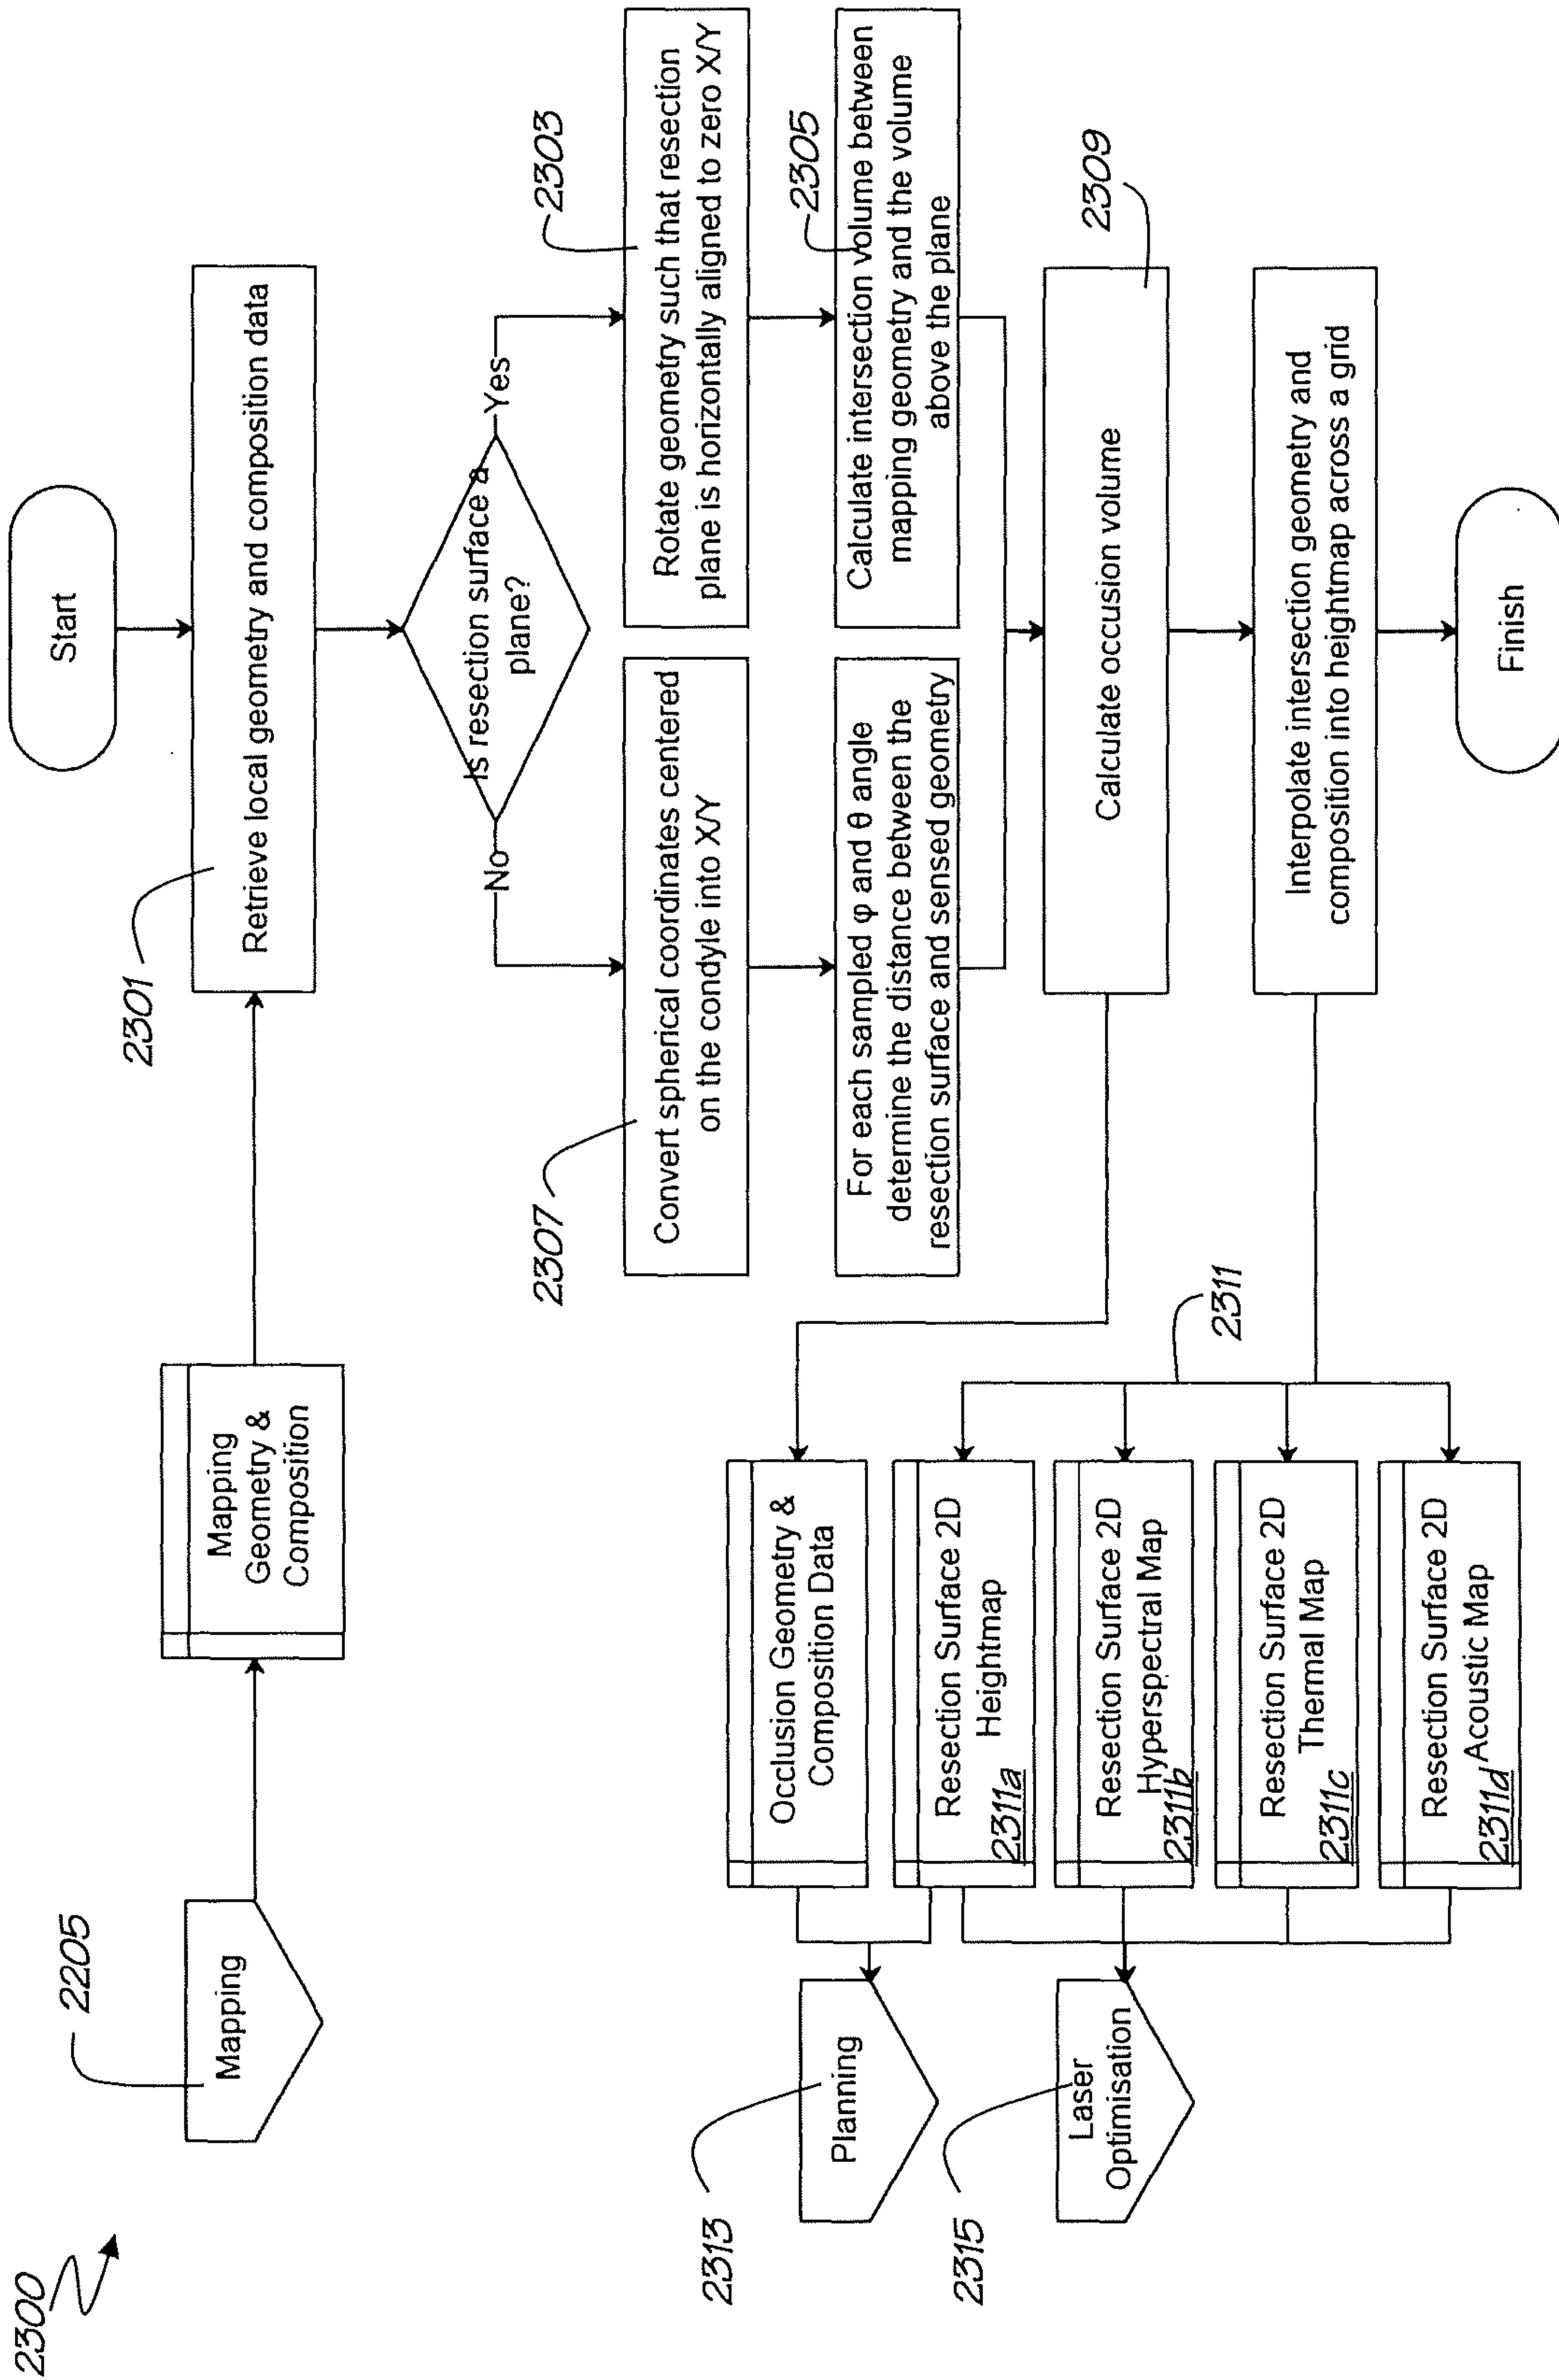 2300
2205
Mapping
Mapping
Geometry &
Composition
2301
Start
Retrieve local geometry and composition data
Is resection surface a
plane?
No
Yes
2307
Convert spherical coordinates centered
on the condyle into X/Y
2303
Rotate geometry such that resection
plane is horizontally aligned to zero X/Y
For each sampled φ and θ angle
determine the distance between the
resection surface and sensed geometry
2305
Calculate intersection volume between
mapping geometry and the volume
above the plane
2309
Calculate occusion volume
Interpolate intersection geometry and
composition into heightmap across a grid
Finish
2311
Occlusion Geometry &
Composition Data
Resection Surface 2D
Heightmap
2311a
Resection Surface 2D
Hyperspectral Map
2311b
Resection Surface 2D
Thermal Map
2311c
Resection Surface 2D
Acoustic Map
2311d
2313
Planning
2315
Laser
Optimisation